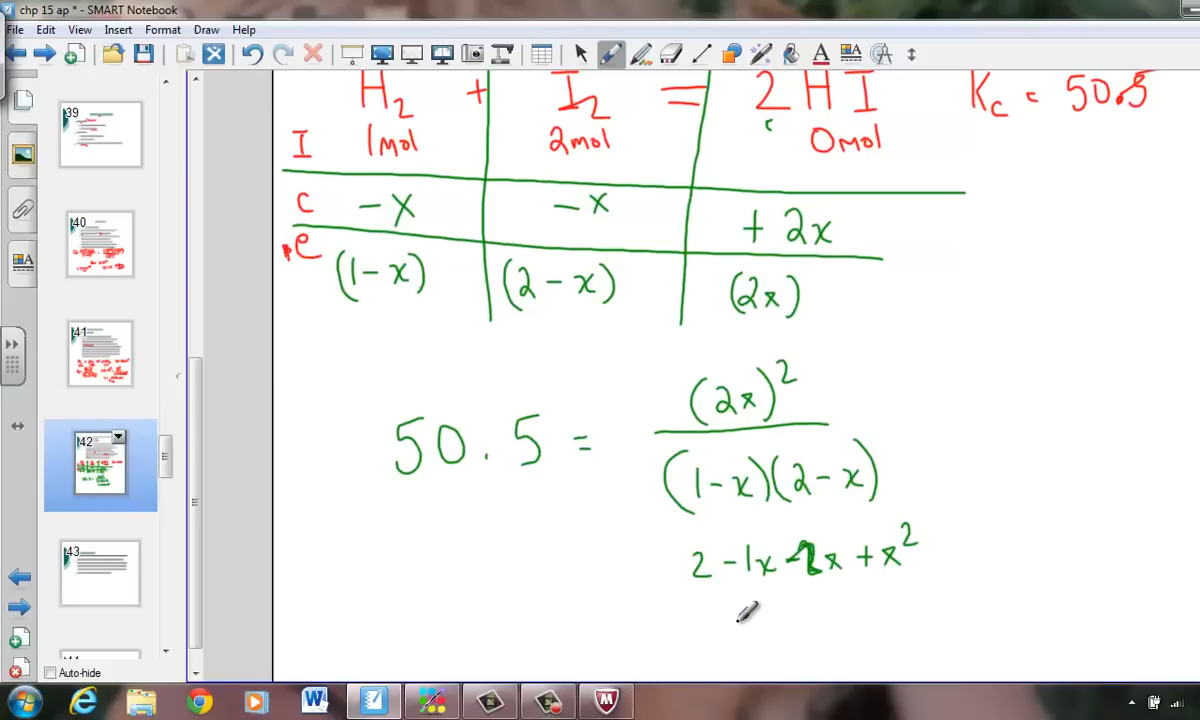 chp 15 ap * - SMART Notebook
File Edit View Insert Format Draw Help
39
40
41
42
43
Auto-hide
H2 + I2 = 2HI Kc = 50.5
I 1mol 2mol 0mol
C -x -x +2x
e (1-x) (2-x) (2x)
50.5 = (2x)²
(1-x)(2-x)
2 -1x -2x + x²